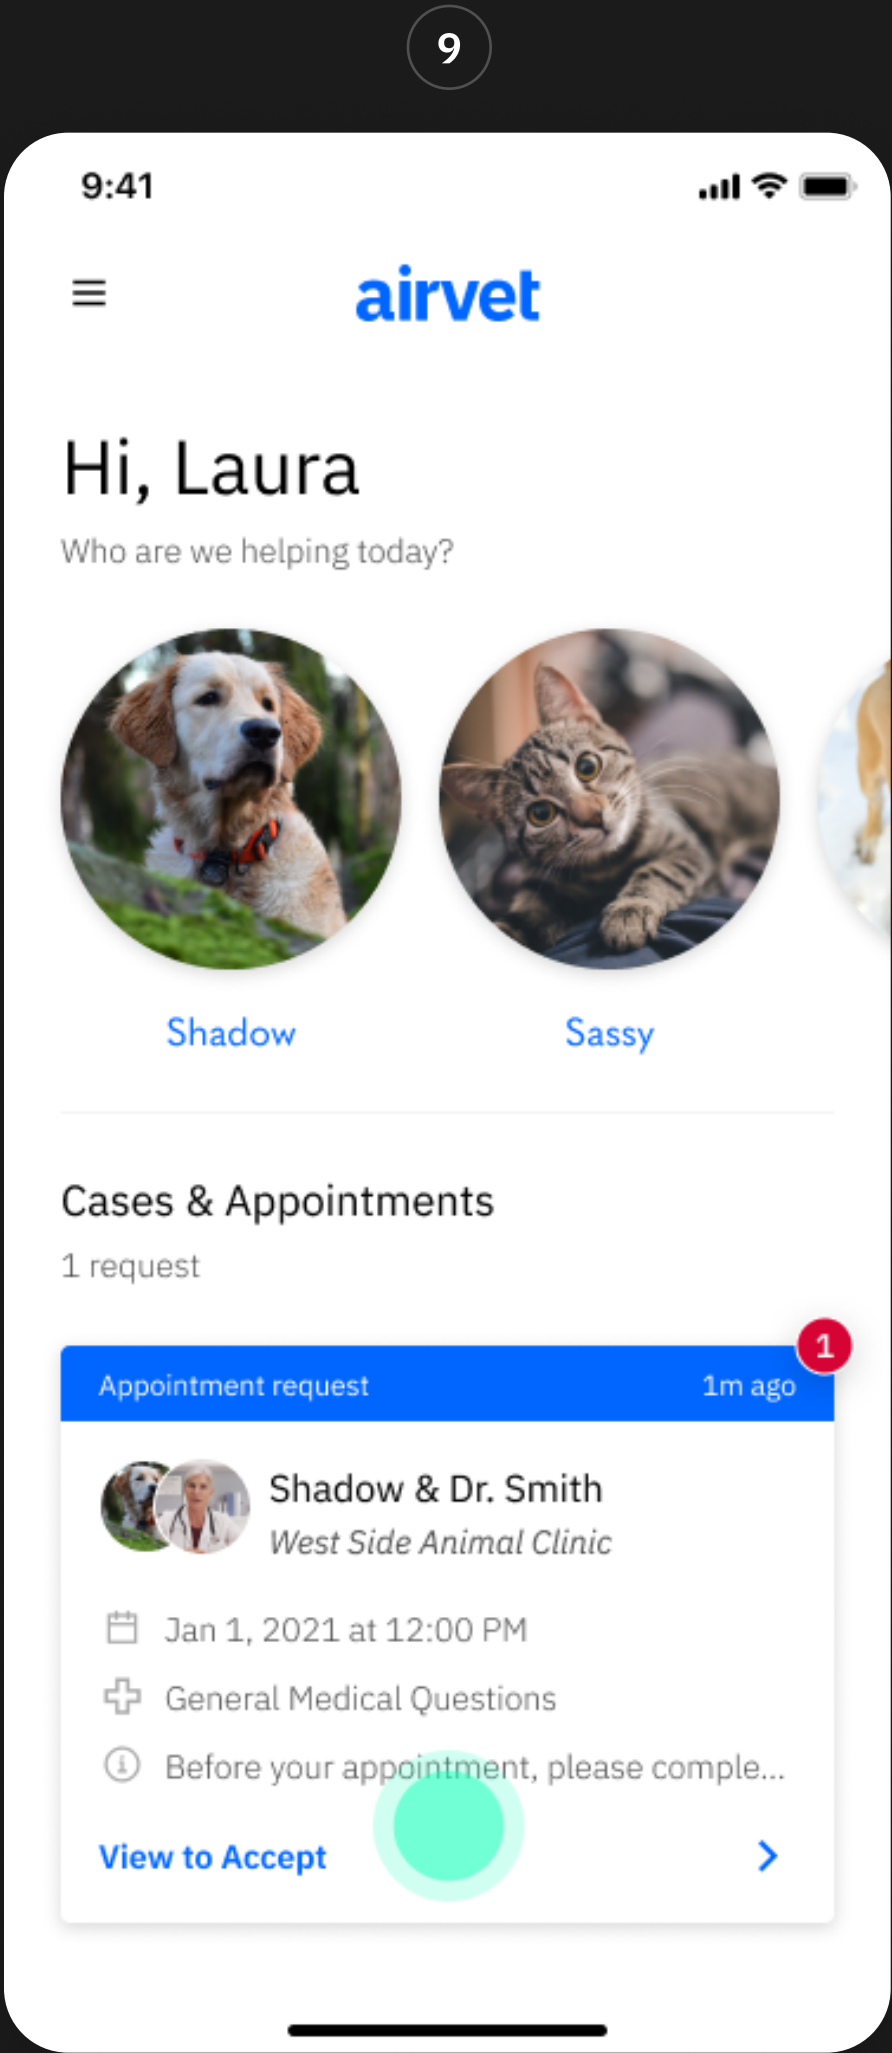 9
9:41
airvet
Hi, Laura
Who are we helping today?
Shadow
Sassy
Cases & Appointments
1 request
1
Appointment request
1m ago
Shadow & Dr. Smith
West Side Animal Clinic
Jan 1, 2021 at 12:00 PM
General Medical Questions
Before your appointment, please comple...
View to Accept